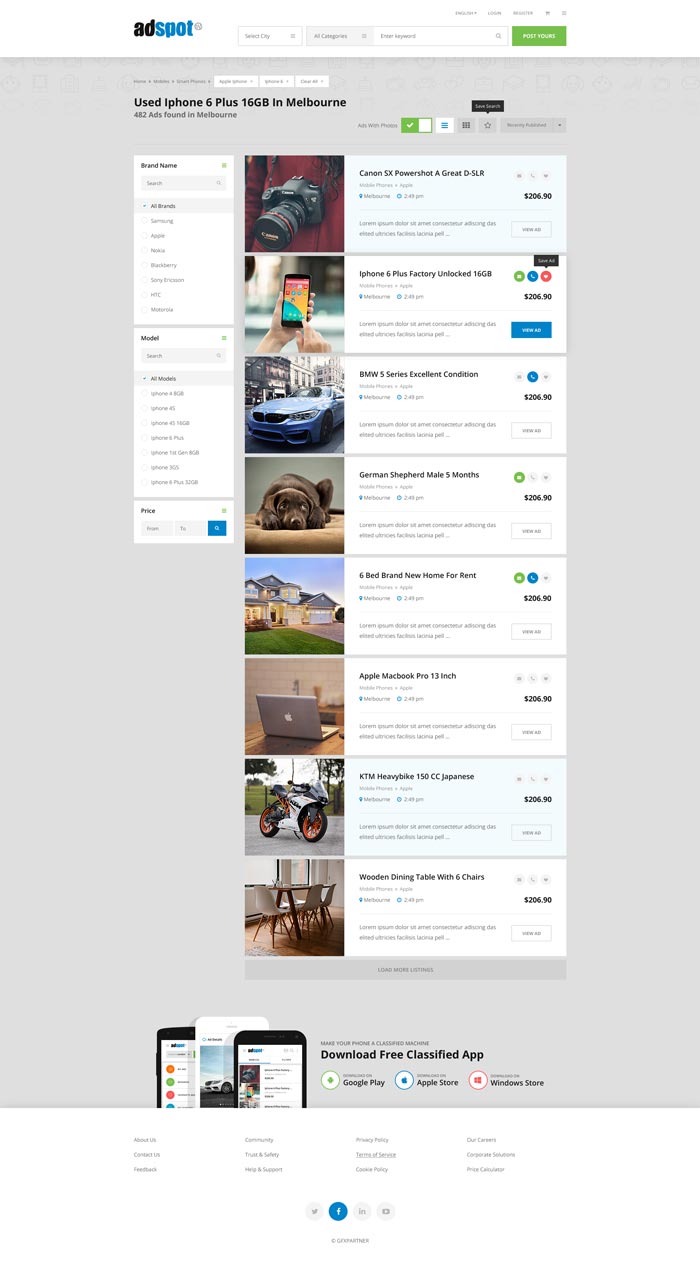 ENGLISH
LOGIN
REGISTER
adspot
Select City
All Categories
Enter keyword
POST YOURS
Home » Mobiles » Smart Phones » Apple Iphone × Iphone 6 × Clear All ×
Used Iphone 6 Plus 16GB In Melbourne
482 Ads found in Melbourne
Save Search
Ads With Photos
Recently Published
Brand Name
Search
All Brands
Samsung
Apple
Nokia
Blackberry
Sony Ericsson
HTC
Motorola
Model
Search
All Models
Iphone 4 8GB
Iphone 4S
Iphone 4S 16GB
Iphone 6 Plus
Iphone 1st Gen 8GB
Iphone 3GS
Iphone 6 Plus 32GB
Price
From
To
Canon SX Powershot A Great D-SLR
Mobile Phones » Apple
Melbourne 2:49 pm
$206.90
Lorem ipsum dolor sit amet consectetur adiscing das
elited ultricies facilisis lacinia pell ...
VIEW AD
Save Ad
Iphone 6 Plus Factory Unlocked 16GB
Mobile Phones » Apple
Melbourne 2:49 pm
$206.90
Lorem ipsum dolor sit amet consectetur adiscing das
elited ultricies facilisis lacinia pell ...
VIEW AD
BMW 5 Series Excellent Condition
Mobile Phones » Apple
Melbourne 2:49 pm
$206.90
Lorem ipsum dolor sit amet consectetur adiscing das
elited ultricies facilisis lacinia pell ...
VIEW AD
German Shepherd Male 5 Months
Mobile Phones » Apple
Melbourne 2:49 pm
$206.90
Lorem ipsum dolor sit amet consectetur adiscing das
elited ultricies facilisis lacinia pell ...
VIEW AD
6 Bed Brand New Home For Rent
Mobile Phones » Apple
Melbourne 2:49 pm
$206.90
Lorem ipsum dolor sit amet consectetur adiscing das
elited ultricies facilisis lacinia pell ...
VIEW AD
Apple Macbook Pro 13 Inch
Mobile Phones » Apple
Melbourne 2:49 pm
$206.90
Lorem ipsum dolor sit amet consectetur adiscing das
elited ultricies facilisis lacinia pell ...
VIEW AD
KTM Heavybike 150 CC Japanese
Mobile Phones » Apple
Melbourne 2:49 pm
$206.90
Lorem ipsum dolor sit amet consectetur adiscing das
elited ultricies facilisis lacinia pell ...
VIEW AD
Wooden Dining Table With 6 Chairs
Mobile Phones » Apple
Melbourne 2:49 pm
$206.90
Lorem ipsum dolor sit amet consectetur adiscing das
elited ultricies facilisis lacinia pell ...
VIEW AD
LOAD MORE LISTINGS
MAKE YOUR PHONE A CLASSIFIED MACHINE
Download Free Classified App
DOWNLOAD ON
Google Play
DOWNLOAD ON
Apple Store
DOWNLOAD ON
Windows Store
About Us
Community
Privacy Policy
Our Careers
Contact Us
Trust & Safety
Terms of Service
Corporate Solutions
Feedback
Help & Support
Cookie Policy
Price Calculator
© GFXPARTNER